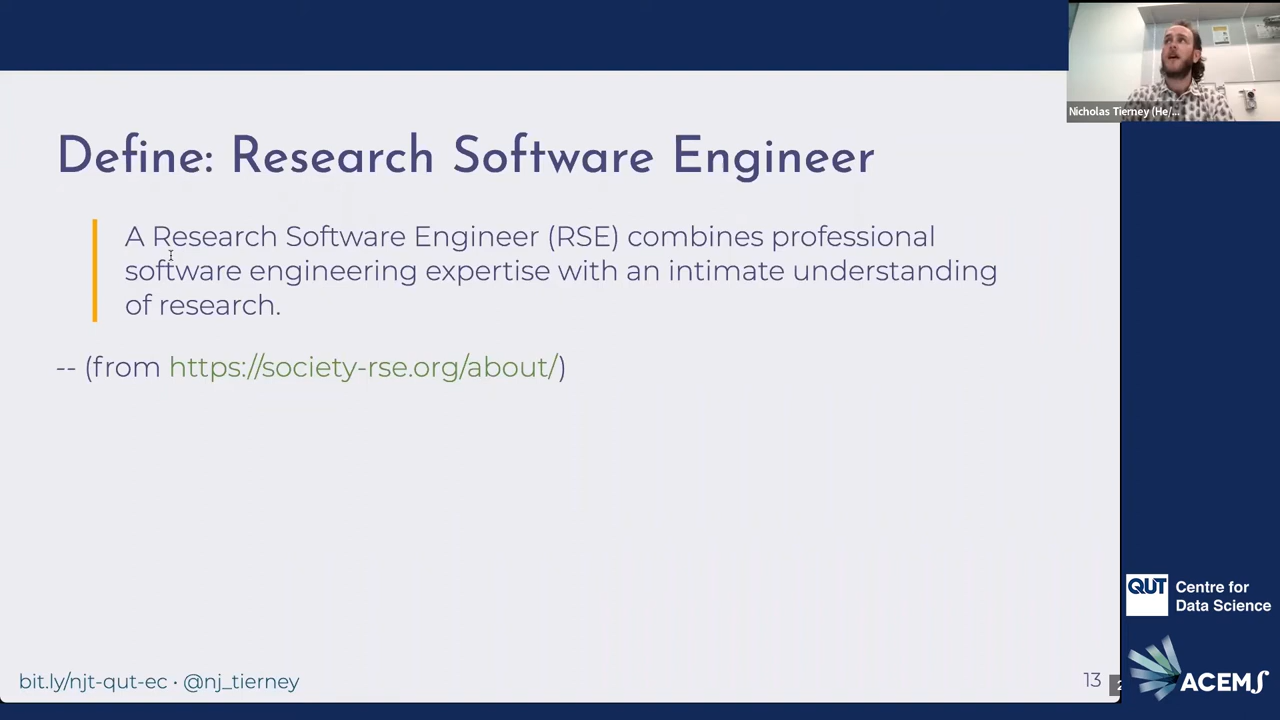 Nicholas Tierney (He/...
Define: Research Software Engineer
A Research Software Engineer (RSE) combines professional
software engineering expertise with an intimate understanding
of research.
-- (from https://society-rse.org/about/)
QUT
Centre for
Data Science
ACEMS
bit.ly/njt-qut-ec · @nj_tierney
13
2